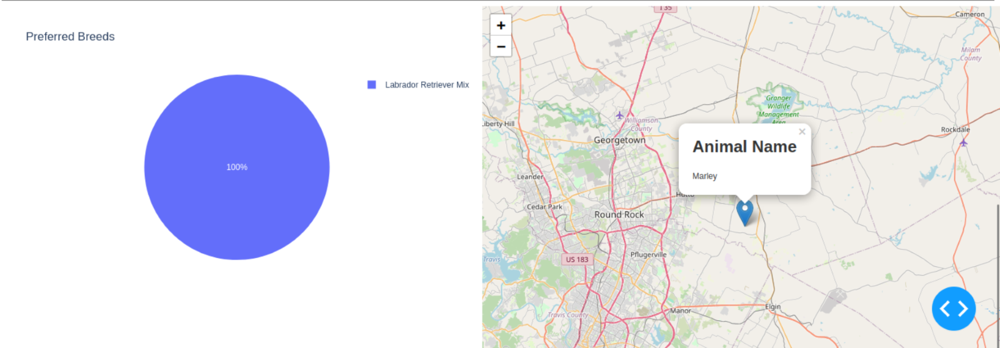 Preferred Breeds
Labrador Retriever Mix
100%
+
−
I 35
Cameron
Milam
County
Granger
Wildlife
Management
Area
Williamson
County
Liberty Hill
Georgetown
Rockdale
×
Animal Name
Marley
Leander
Hutto
Cedar Park
Round Rock
US 183
Pflugerville
Travis
Travis County
Manor
Elgin